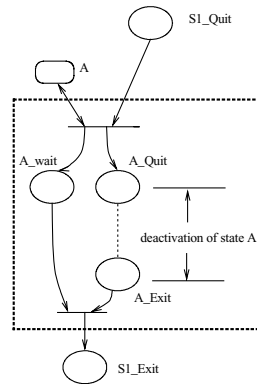 S1_Quit
A
A_wait
A_Quit
deactivation of state A
A_Exit
S1_Exit